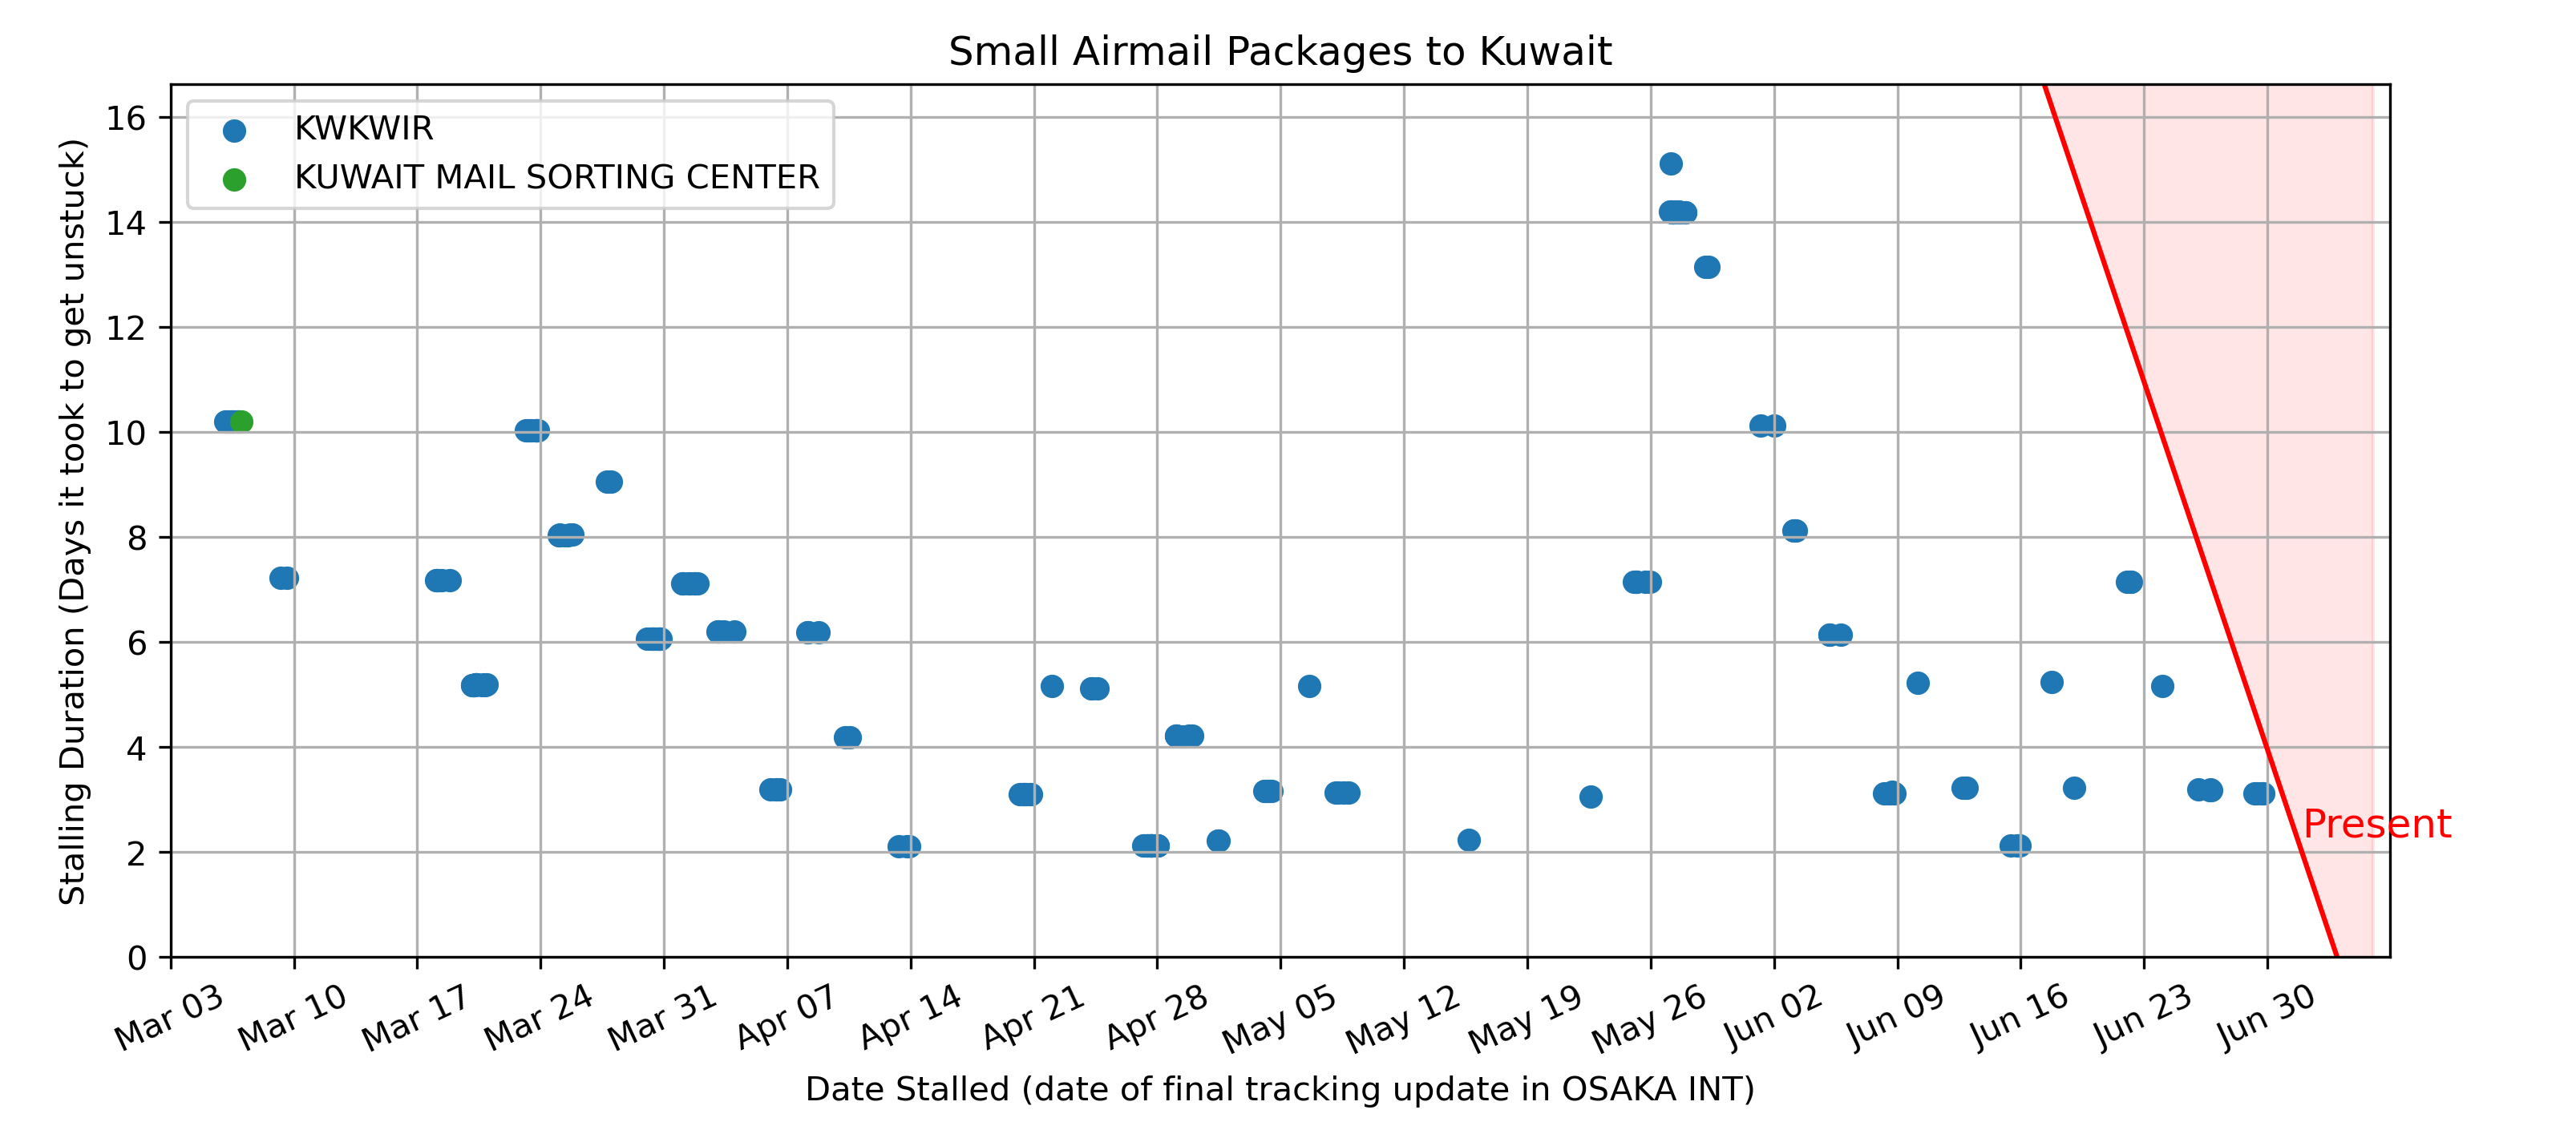 Small Airmail Packages to Kuwait
KWKWIR
KUWAIT MAIL SORTING CENTER
Stalling Duration (Days it took to get unstuck)
16
14
12
10
8
6
4
2
0
Present
Mar 03
Mar 10
Mar 17
Mar 24
Mar 31
Apr 07
Apr 14
Apr 21
Apr 28
May 05
May 12
May 19
May 26
Jun 02
Jun 09
Jun 16
Jun 23
Jun 30
Date Stalled (date of final tracking update in OSAKA INT)